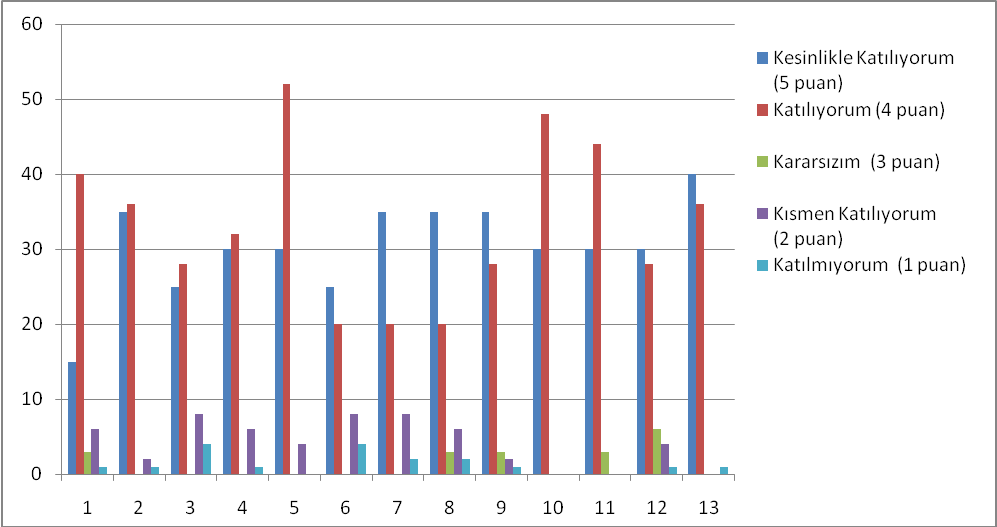 60
50
40
30
20
10
0
1 2 3 4 5 6 7 8 9 10 11 12 13
Kesinlikle Katılıyorum
(5 puan)
Katılıyorum (4 puan)
Kararsızım (3 puan)
Kısmen Katılıyorum
(2 puan)
Katılmıyorum (1 puan)